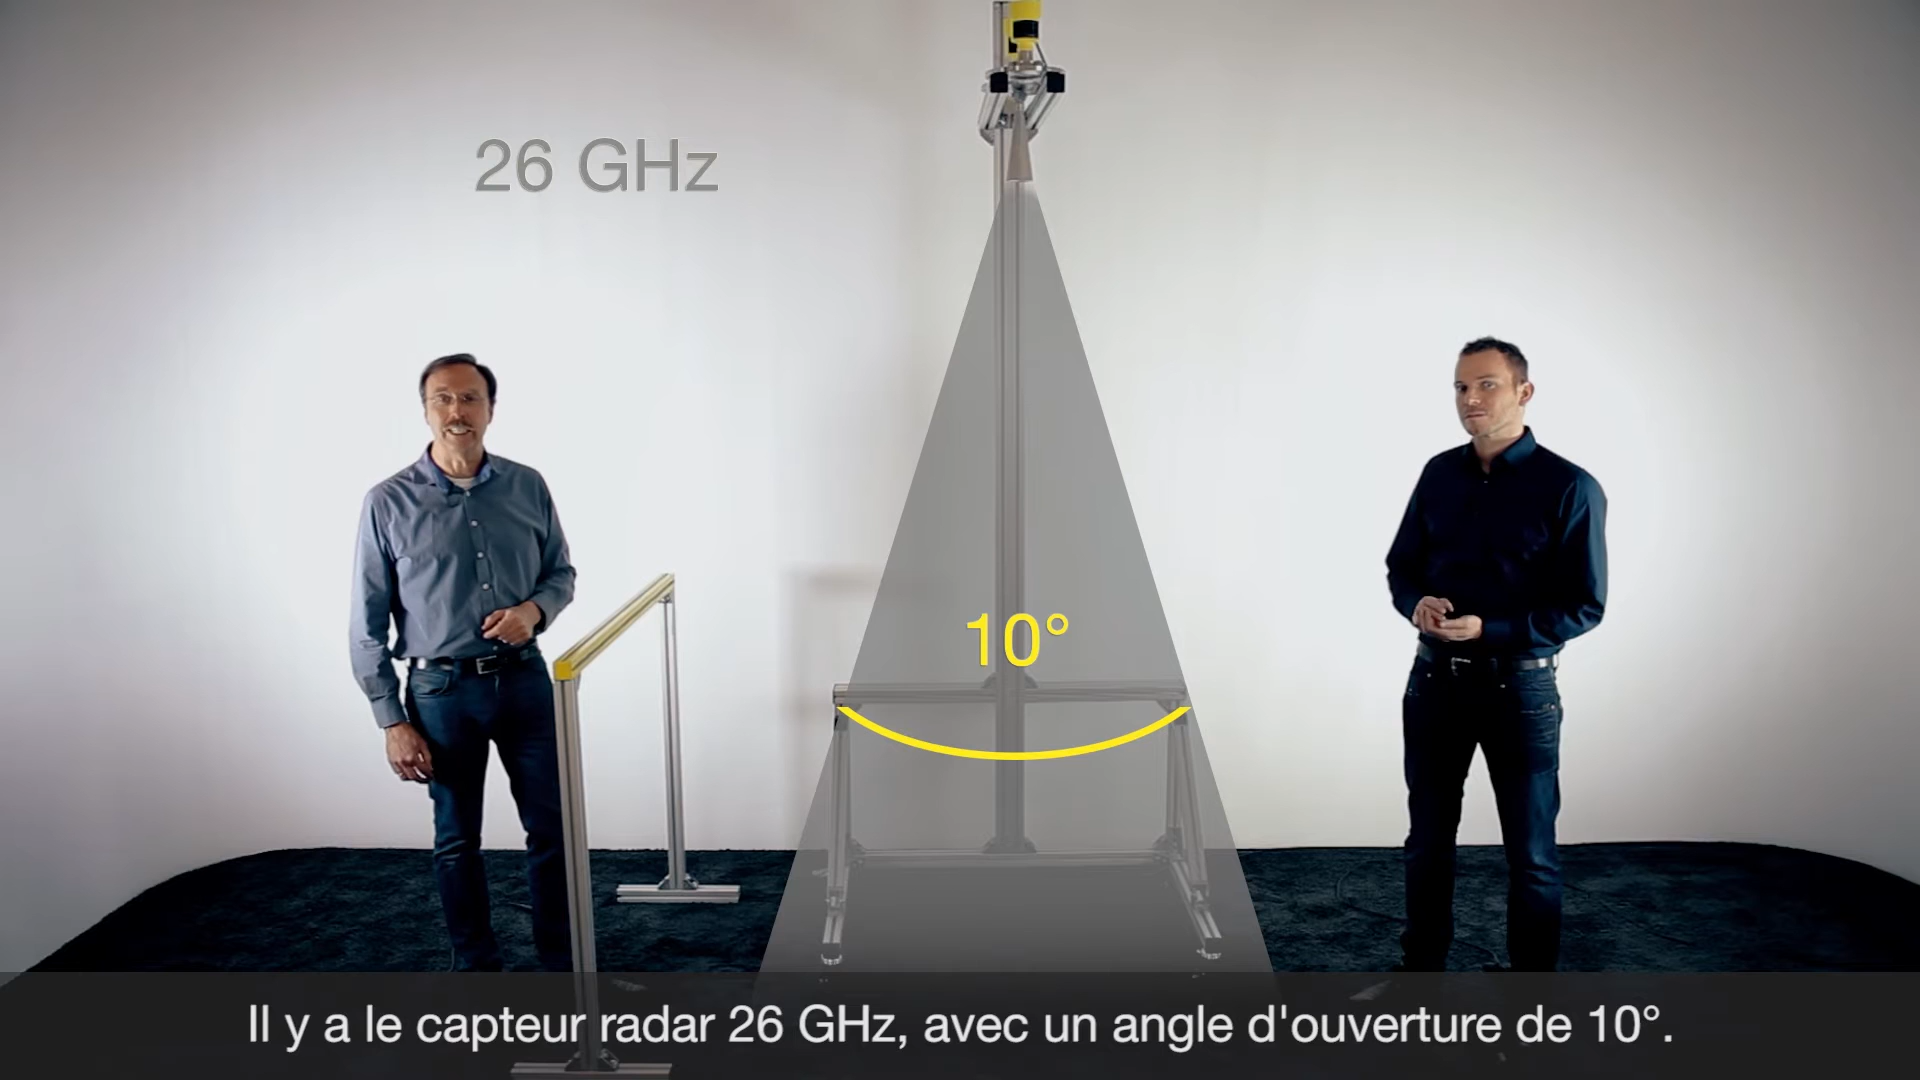 26 GHz
10°
Il y a le capteur radar 26 GHz, avec un angle d'ouverture de 10°.